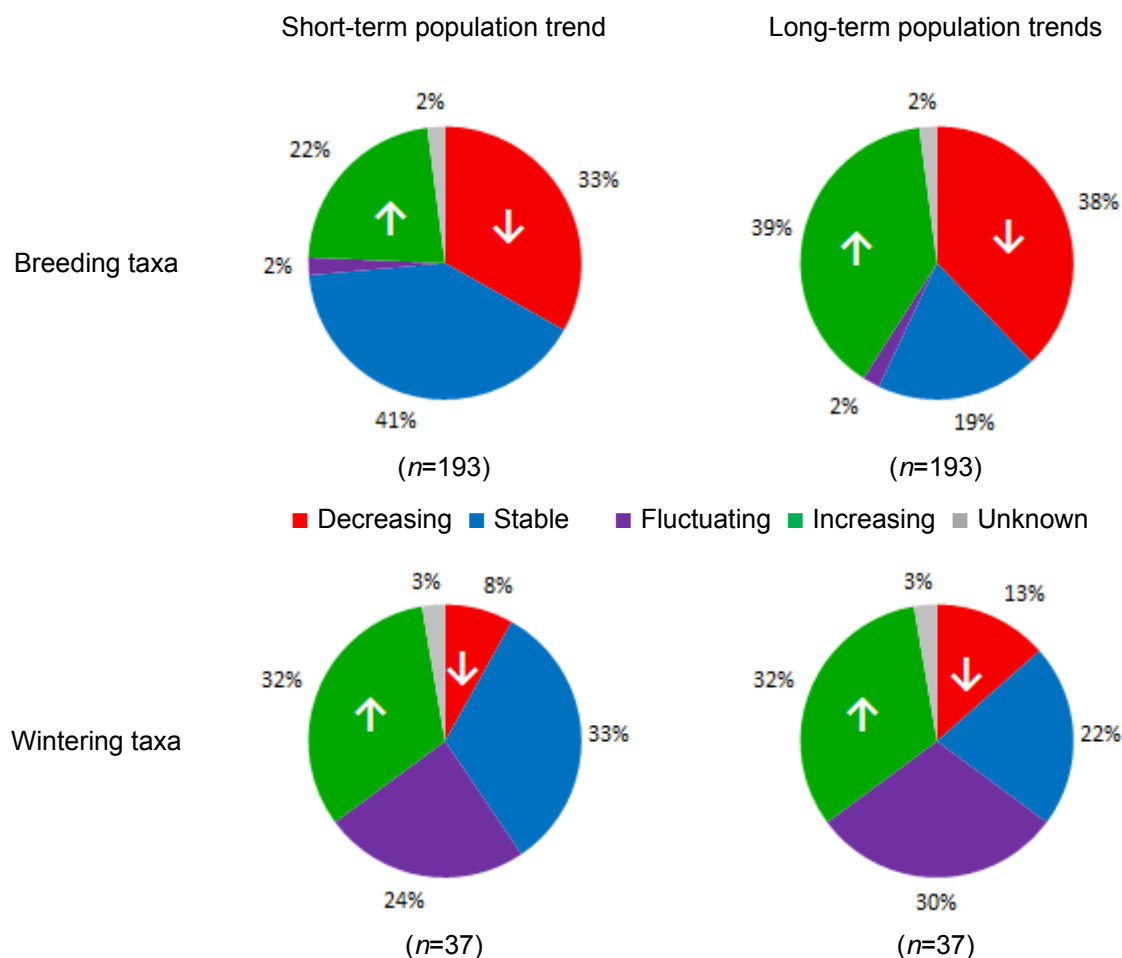 Short-term population trend
Long-term population trends
2%
22%
33%
2%
41%
2%
38%
39%
2%
19%
Breeding taxa
(n=193)
(n=193)
Decreasing Stable Fluctuating Increasing Unknown
3%
8%
32%
33%
24%
3%
13%
32%
22%
30%
Wintering taxa
(n=37)
(n=37)